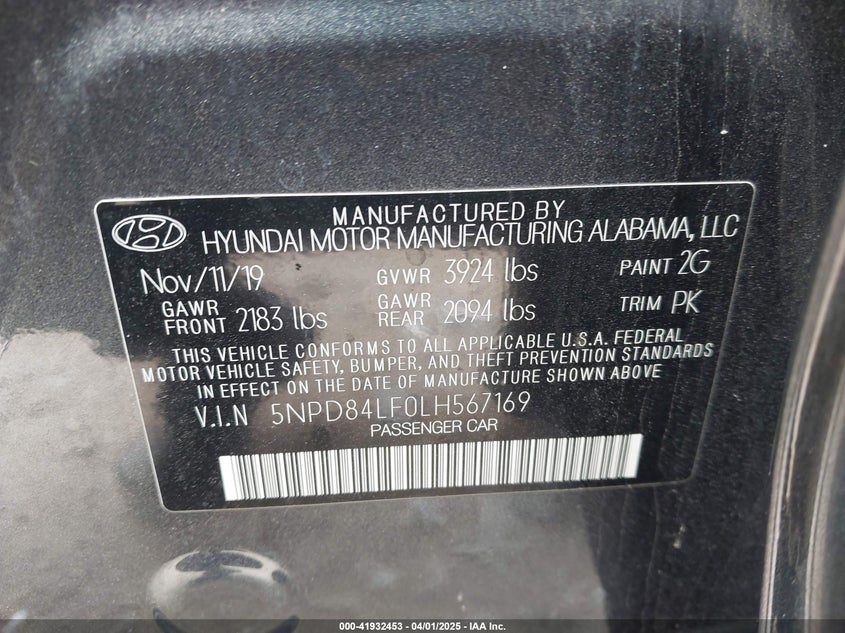 MANUFACTURED BY
HYUNDAI MOTOR MANUFACTURING ALABAMA, LLC
Nov/11/19 GVWR 3924 lbs PAINT 2G
GAWR FRONT 2183 lbs GAWR REAR 2094 lbs TRIM PK
THIS VEHICLE CONFORMS TO ALL APPLICABLE U.S.A. FEDERAL
MOTOR VEHICLE SAFETY, BUMPER, AND THEFT PREVENTION STANDARDS
IN EFFECT ON THE DATE OF MANUFACTURE SHOWN ABOVE
V.I.N 5NPD84LF0LH567169
PASSENGER CAR
000-41932453 - 04/01/2025 - IAA Inc.